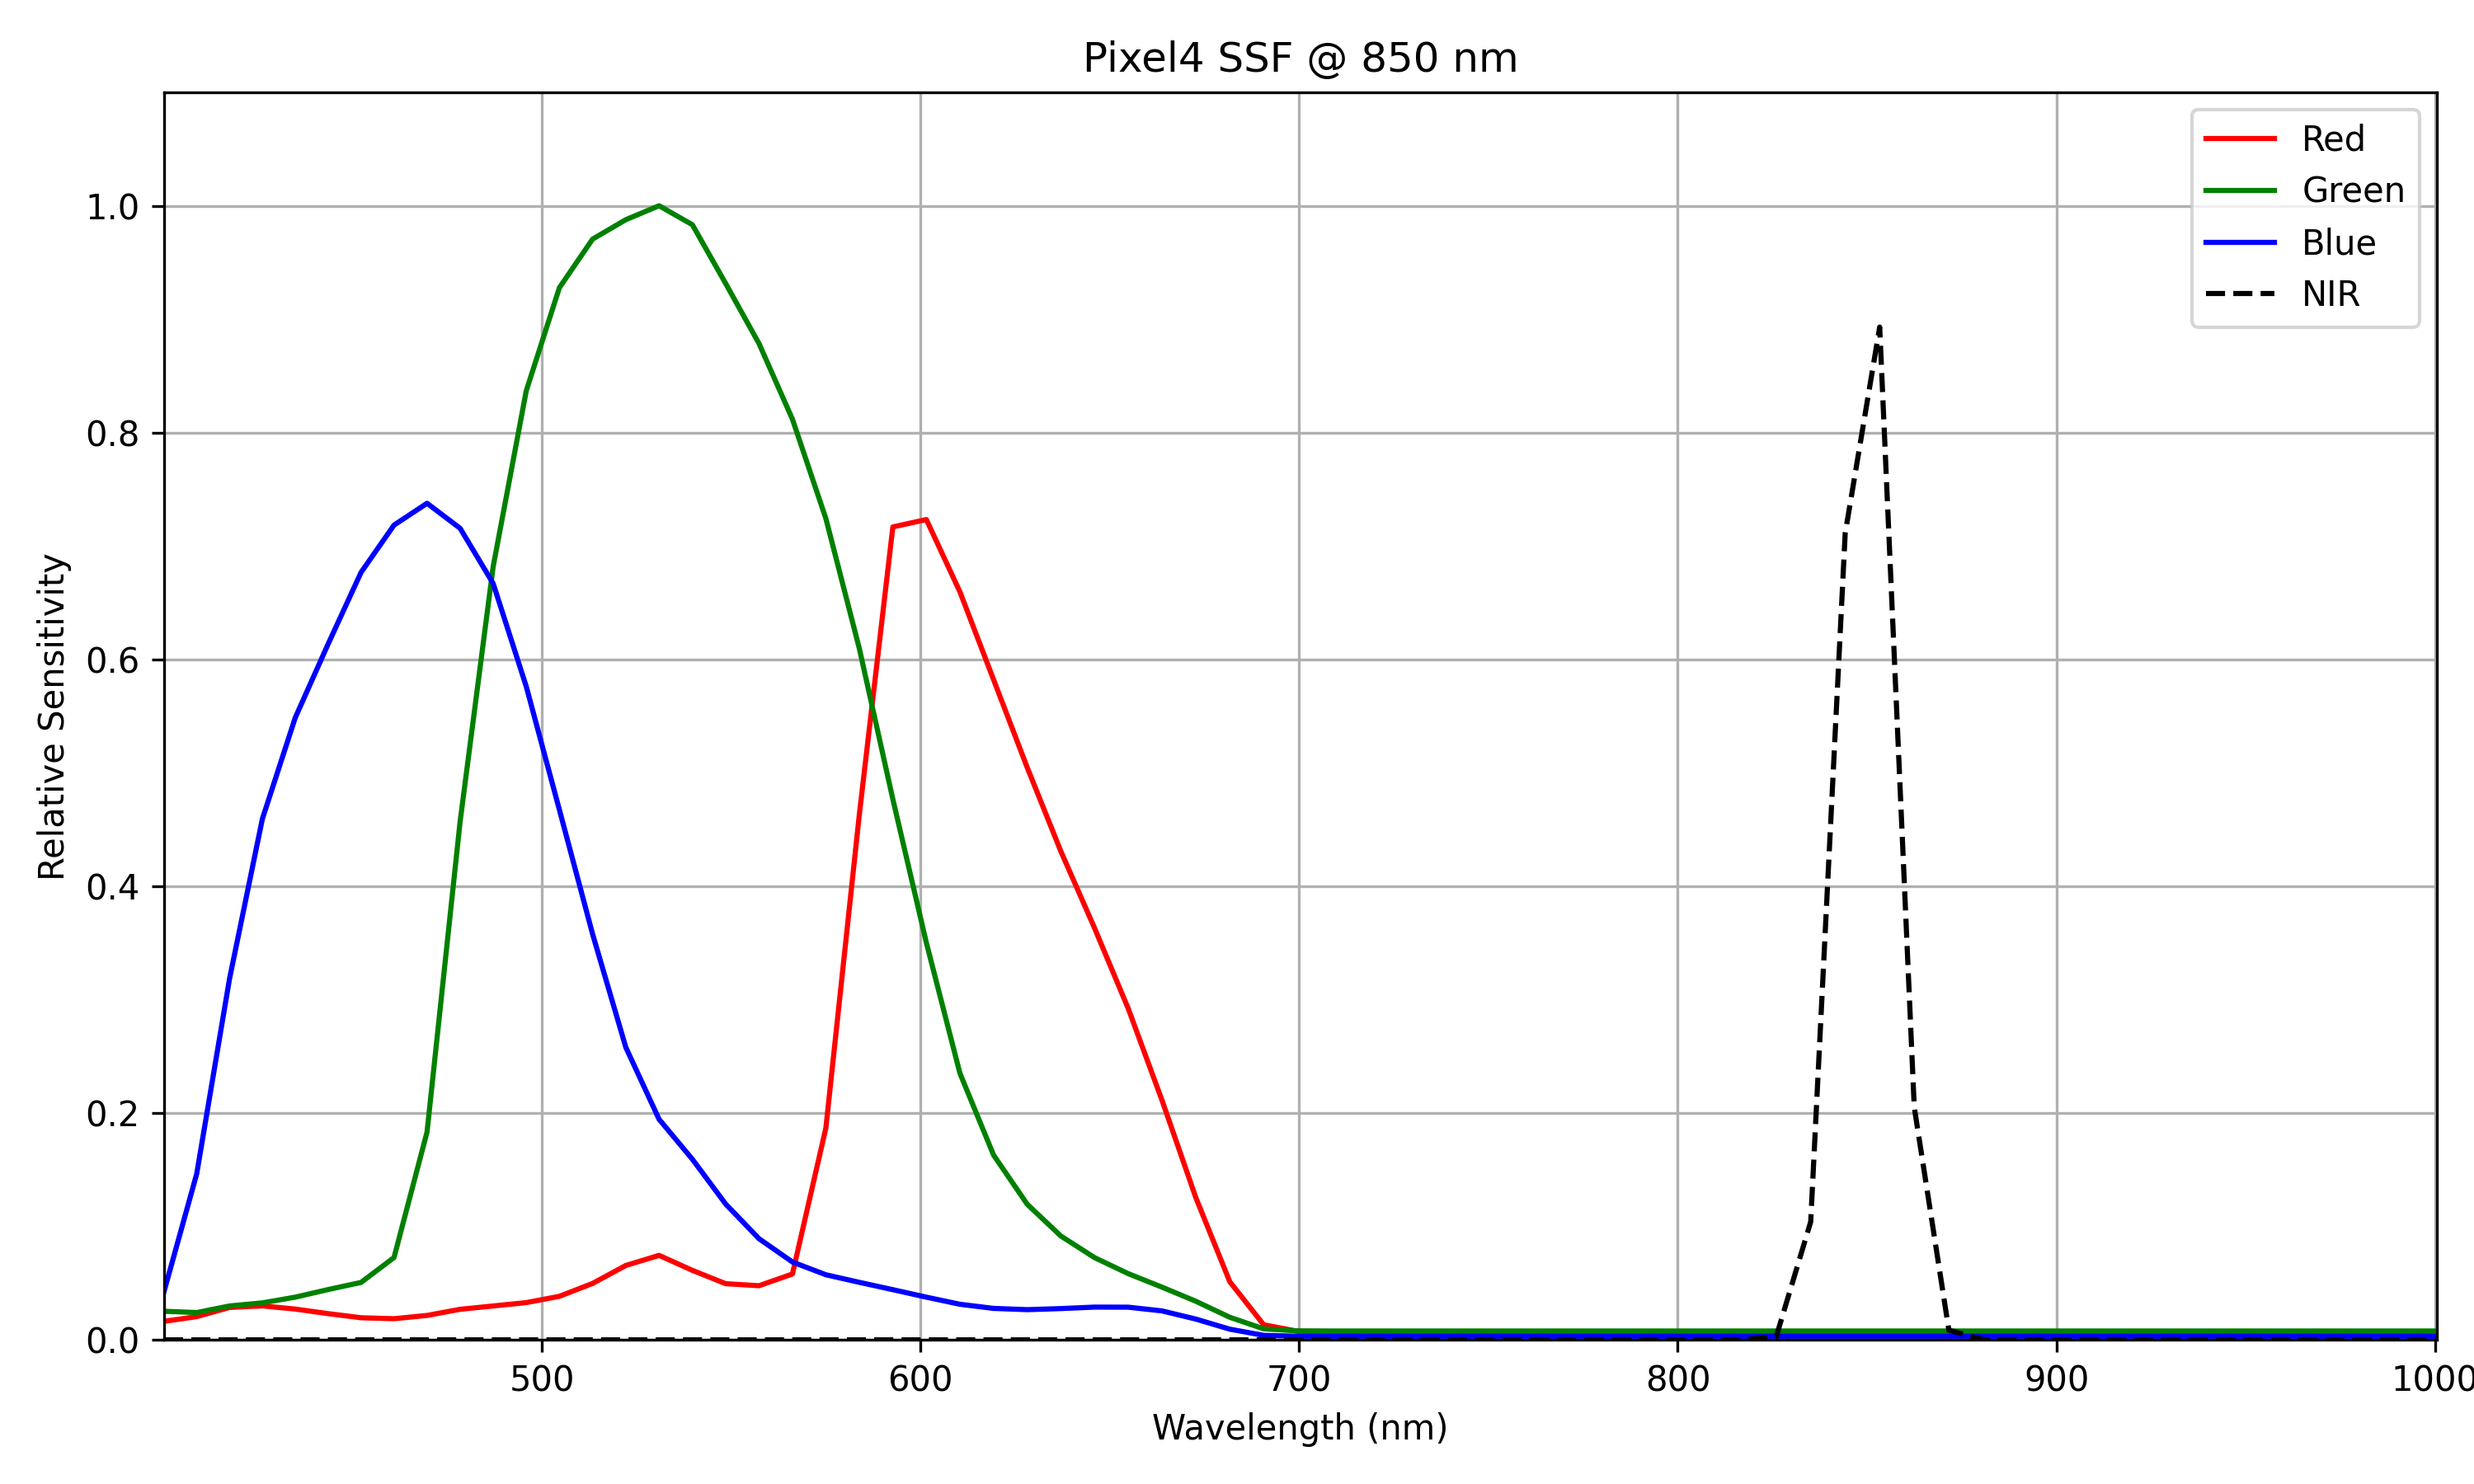 Pixel4 SSF @ 850 nm
Red
Green
Blue
NIR
Relative Sensitivity
1.0
0.8
0.6
0.4
0.2
0.0
500 600 700 800 900 1000
Wavelength (nm)